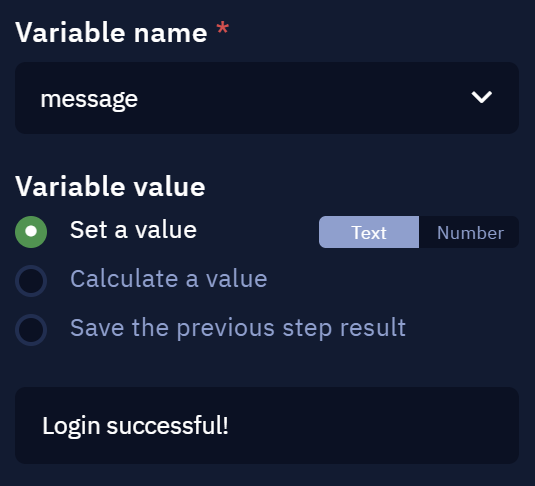 Variable name *
message
Variable value
Set a value Text Number
Calculate a value
Save the previous step result
Login successful!